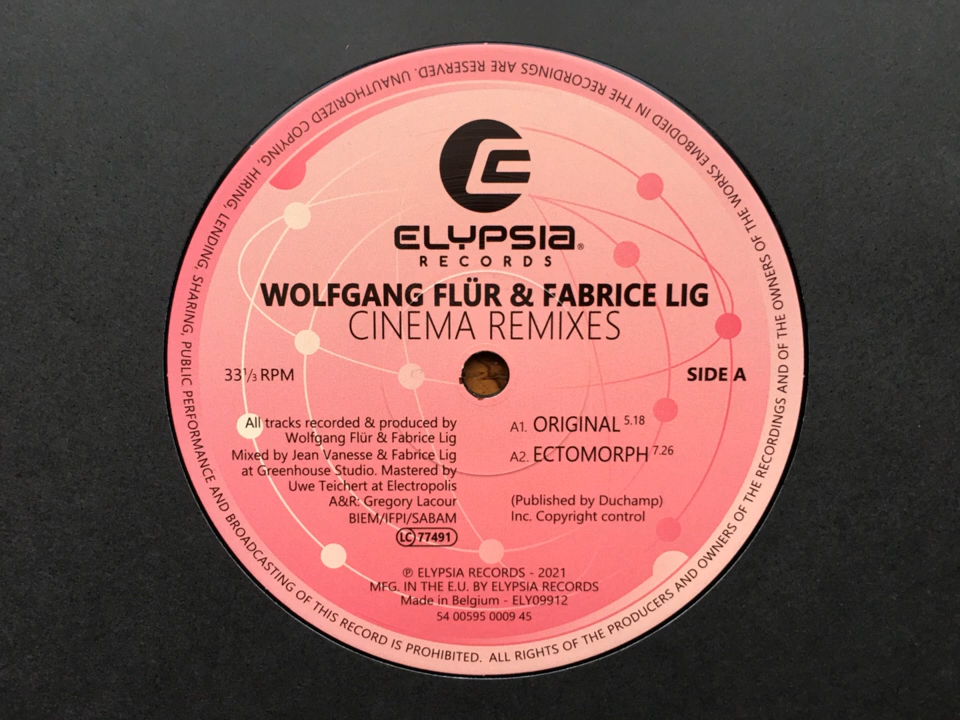 ELYPSIA®
RECORDS
WOLFGANG FLÜR & FABRICE LIG
CINEMA REMIXES
33⅓ RPM
SIDE A
All tracks recorded & produced by
Wolfgang Flür & Fabrice Lig
Mixed by Jean Vanesse & Fabrice Lig
at Greenhouse Studio. Mastered by
Uwe Teichert at Electropolis
A&R: Gregory Lacour
BIEM/IFPI/SABAM
LC 77491
A1. ORIGINAL 5.18
A2. ECTOMORPH 7.26
(Published by Duchamp)
Inc. Copyright control
℗ ELYPSIA RECORDS - 2021
MFG. IN THE E.U. BY ELYPSIA RECORDS
Made in Belgium - ELY09912
54 00595 0009 45
ALL RIGHTS OF THE PRODUCERS AND OWNERS OF THE RECORDINGS AND OF THE OWNERS OF THE WORKS EMBODIED IN THE RECORDINGS ARE RESERVED. UNAUTHORIZED COPYING, HIRING, LENDING, SHARING, PUBLIC PERFORMANCE AND BROADCASTING OF THIS RECORD IS PROHIBITED.